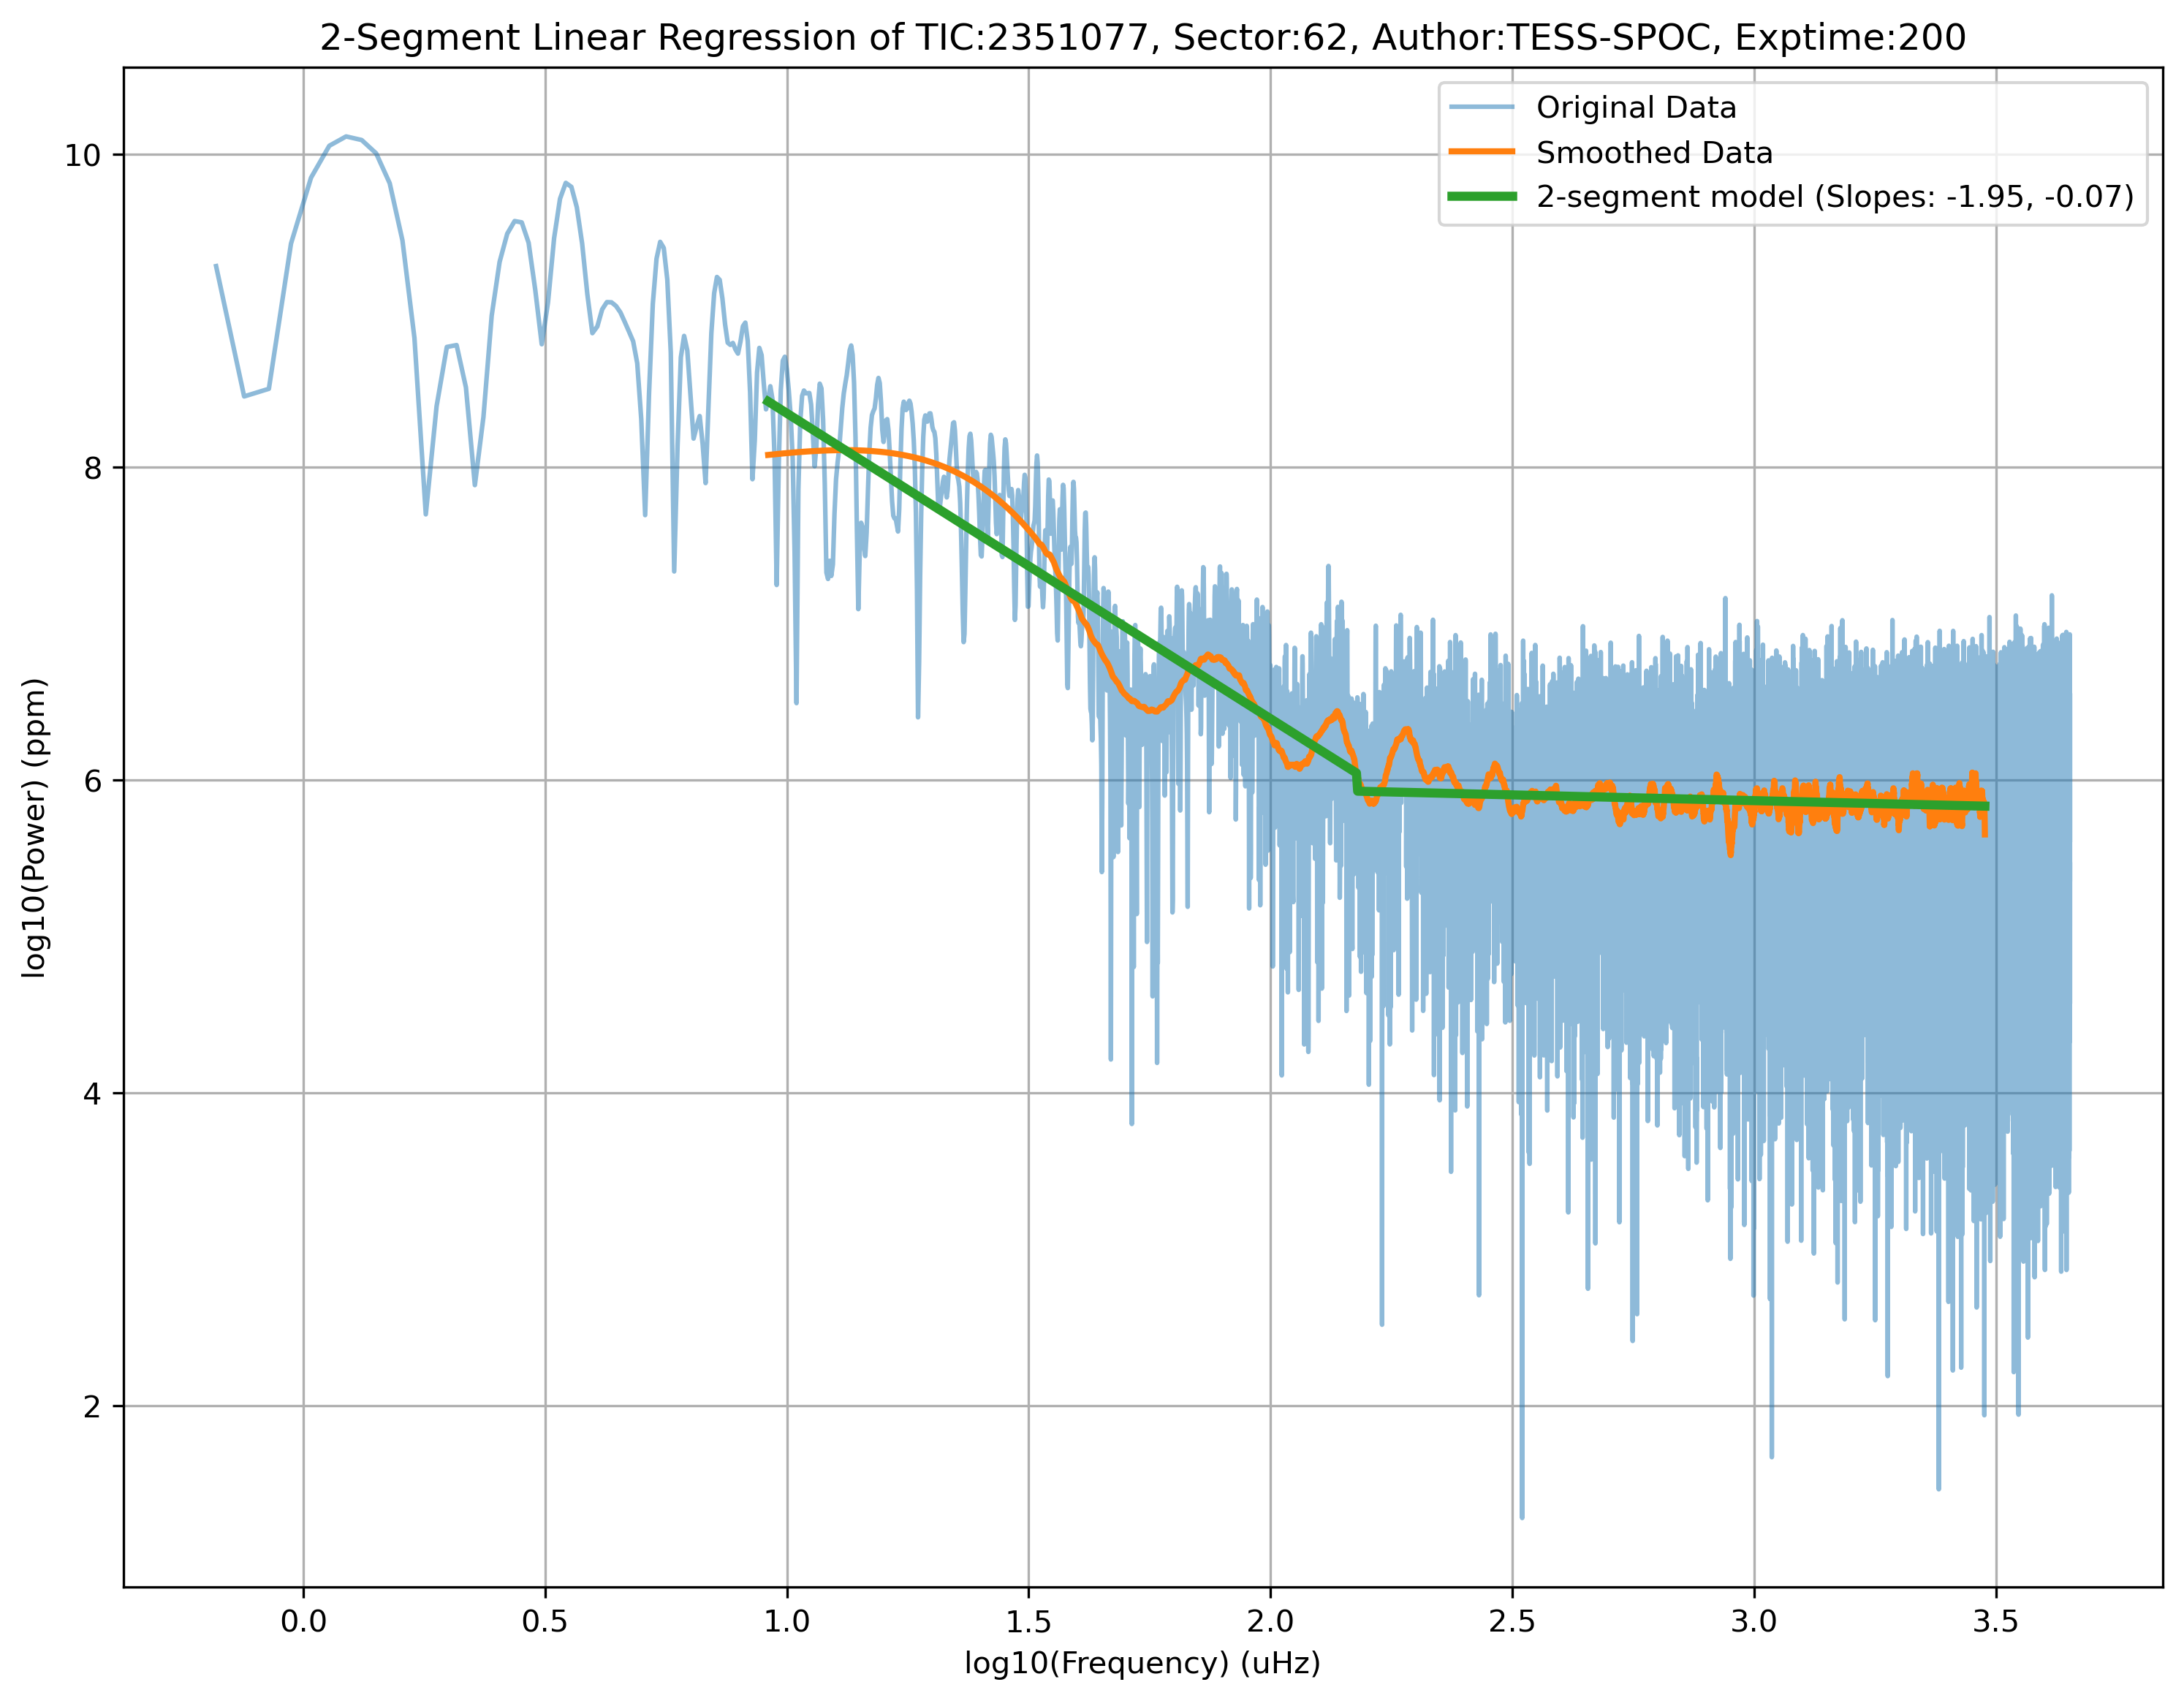 2-Segment Linear Regression of TIC:2351077, Sector:62, Author:TESS-SPOC, Exptime:200
Original Data
Smoothed Data
2-segment model (Slopes: -1.95, -0.07)
log10(Power) (ppm)
10
8
6
4
2
0.0 0.5 1.0 1.5 2.0 2.5 3.0 3.5
log10(Frequency) (uHz)